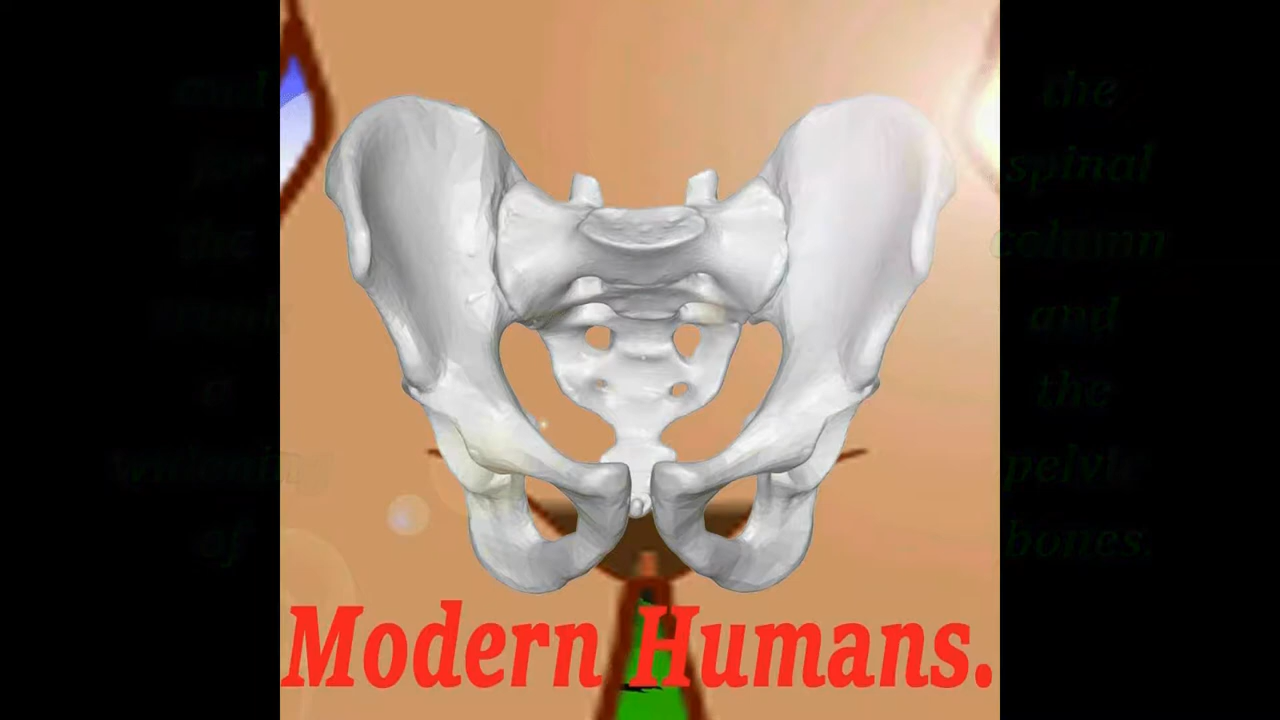 and
for
the
trunk
a
widening
of
the
spinal
column
and
the
pelvic
bones.
Modern Humans.